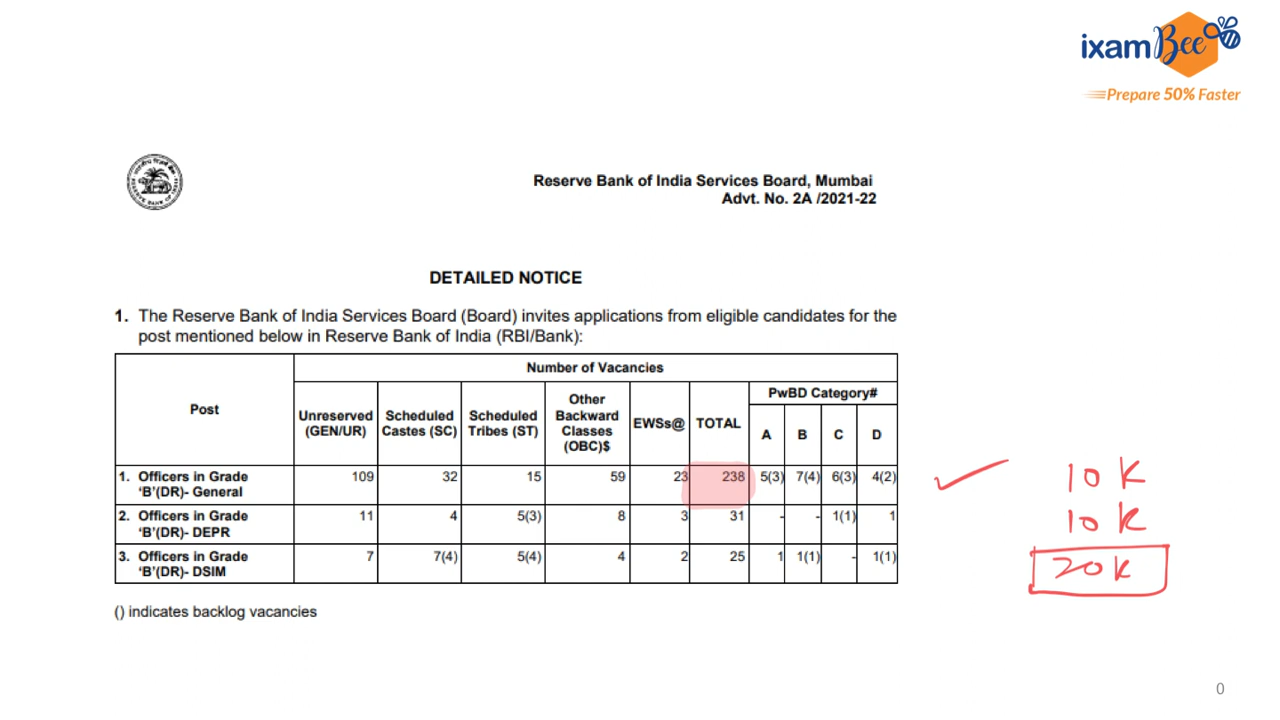 ixamBee
Prepare 50% Faster
Reserve Bank of India Services Board, Mumbai
Advt. No. 2A /2021-22
DETAILED NOTICE
1. The Reserve Bank of India Services Board (Board) invites applications from eligible candidates for the
post mentioned below in Reserve Bank of India (RBI/Bank):
Post
Number of Vacancies
Unreserved
(GEN/UR)
Scheduled
Castes (SC)
Scheduled
Tribes (ST)
Other
Backward
Classes
(OBC)$
EWSs@
TOTAL
PwBD Category#
A B C D
1. Officers in Grade 109 32 15 59 23 238 5(3) 7(4) 6(3) 4(2)
‘B’(DR)- General
2. Officers in Grade 11 4 5(3) 8 3 31 - - 1(1) 1
‘B’(DR)- DEPR
3. Officers in Grade 7 7(4) 5(4) 4 2 25 1 1(1) - 1(1)
‘B’(DR)- DSIM
() indicates backlog vacancies
10 K
10 K
20 K
0